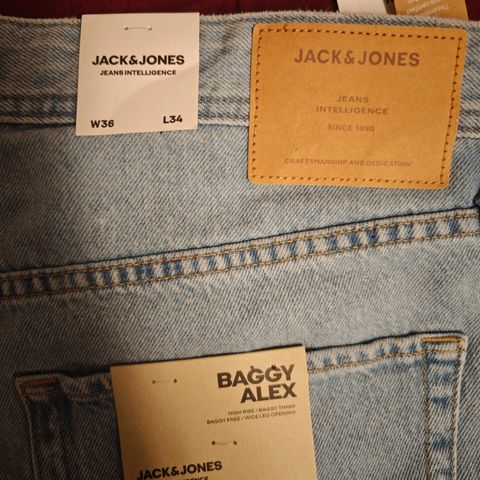 JACK&JONES
JEANS INTELLIGENCE
W36 L34
JACK&JONES
JEANS
INTELLIGENCE
SINCE 1990
CRAFTSMANSHIP AND DEDICATION
BAGGY
ALEX
HIGH RISE / BAGGY THIGH
BAGGY KNEE / WIDE LEG OPENING
JACK&JONES